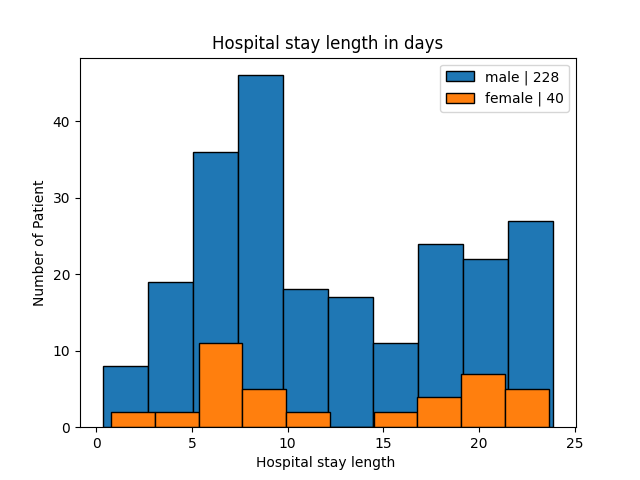 Hospital stay length in days
male | 228
female | 40
Number of Patient
40
30
20
10
0
0 5 10 15 20 25
Hospital stay length